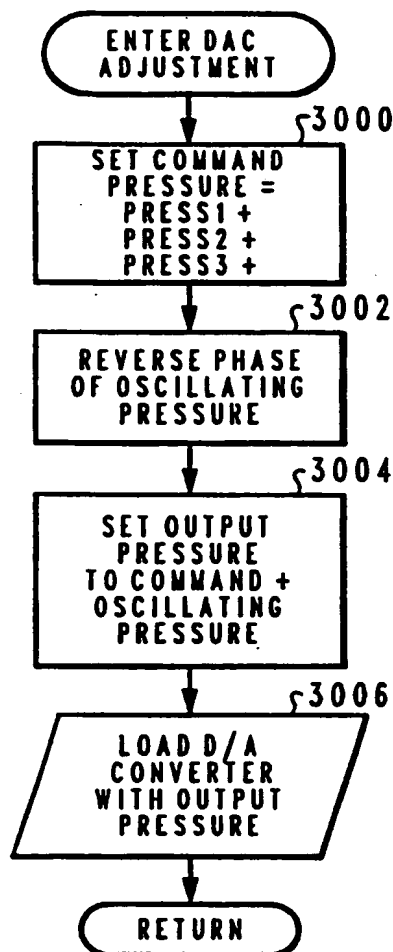 ENTER DAC
ADJUSTMENT
3000
SET COMMAND
PRESSURE =
PRESS1 +
PRESS2 +
PRESS3 +
3002
REVERSE PHASE
OF OSCILLATING
PRESSURE
3004
SET OUTPUT
PRESSURE
TO COMMAND +
OSCILLATING
PRESSURE
3006
LOAD D/A
CONVERTER
WITH OUTPUT
PRESSURE
RETURN